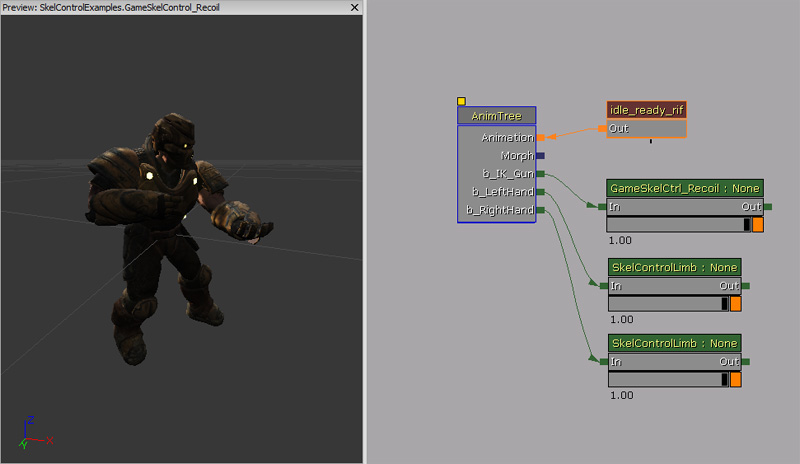 Preview: SkelControlExamples.GameSkelControl_Recoil
Z
X
Y
AnimTree
Animation
Morph
b_IK_Gun
b_LeftHand
b_RightHand
idle_ready_rif
Out
GameSkelCtrl_Recoil : None
In Out
1.00
SkelControlLimb : None
In Out
1.00
SkelControlLimb : None
In Out
1.00